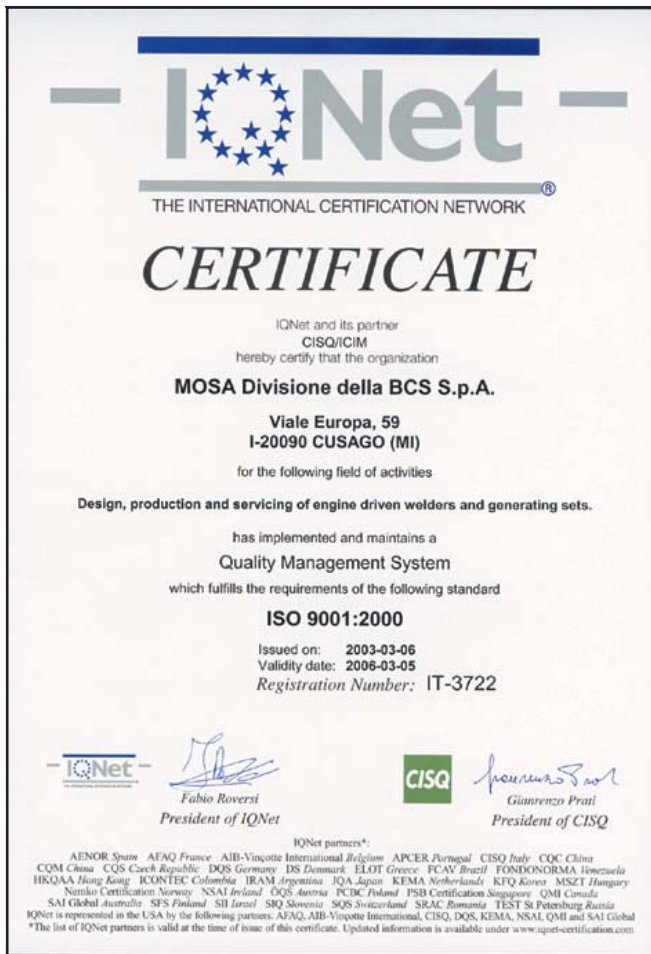 IQNet
®
THE INTERNATIONAL CERTIFICATION NETWORK
CERTIFICATE
IQNet and its partner
CISQ/ICIM
hereby certify that the organization
MOSA Divisione della BCS S.p.A.
Viale Europa, 59
I-20090 CUSAGO (MI)
for the following field of activities
Design, production and servicing of engine driven welders and generating sets.
has implemented and maintains a
Quality Management System
which fulfills the requirements of the following standard
ISO 9001:2000
Issued on: 2003-03-06
Validity date: 2006-03-05
Registration Number: IT-3722
IQNet
THE INTERNATIONAL CERTIFICATION NETWORK
Fabio Roversi
President of IQNet
CISQ
Gianrenzo Prati
President of CISQ
IQNet partners*:
AENOR Spain AFAQ France AIB-Vinçotte International Belgium APCER Portugal CISQ Italy CQC China
CQM China CQS Czech Republic DQS Germany DS Denmark ELOT Greece FCAV Brazil FONDONORMA Venezuela
HKQAA Hong Kong ICONTEC Colombia IRAM Argentina JQA Japan KEMA Netherlands KFQ Korea MSZT Hungary
Nemko Certification Norway NSAI Ireland ÖQS Austria PCBC Poland PSB Certification Singapore QMI Canada
SAI Global Australia SFS Finland SII Israel SIQ Slovenia SQS Switzerland SRAC Romania TEST St Petersburg Russia
IQNet is represented in the USA by the following partners: AFAQ, AIB-Vinçotte International, CISQ, DQS, KEMA, NSAI, QMI and SAI Global
*The list of IQNet partners is valid at the time of issue of this certificate. Updated information is available under www.iqnet-certification.com